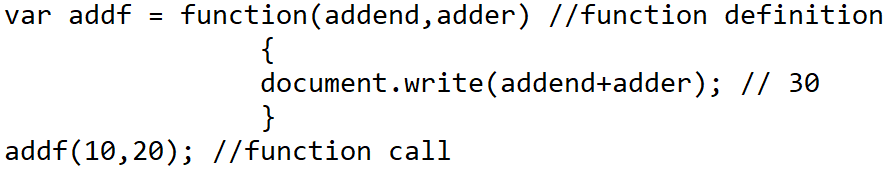 var addf = function(addend,adder) //function definition
{
document.write(addend+adder); // 30
}
addf(10,20); //function call